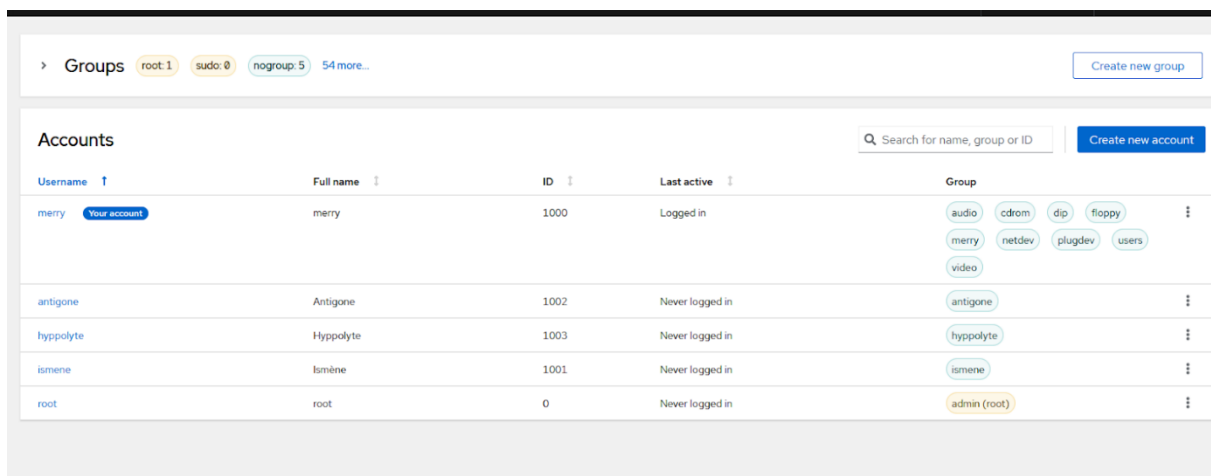 Groups root: 1 sudo: 0 nogroup: 5 54 more... Create new group
Accounts Search for name, group or ID Create new account
Username Full name ID Last active Group
merry Your account merry 1000 Logged in audio cdrom dip floppy
merry netdev plugdev users
video
antigone Antigone 1002 Never logged in antigone
hyppolyte Hyppolyte 1003 Never logged in hyppolyte
ismene Ismène 1001 Never logged in ismene
root root 0 Never logged in admin (root)